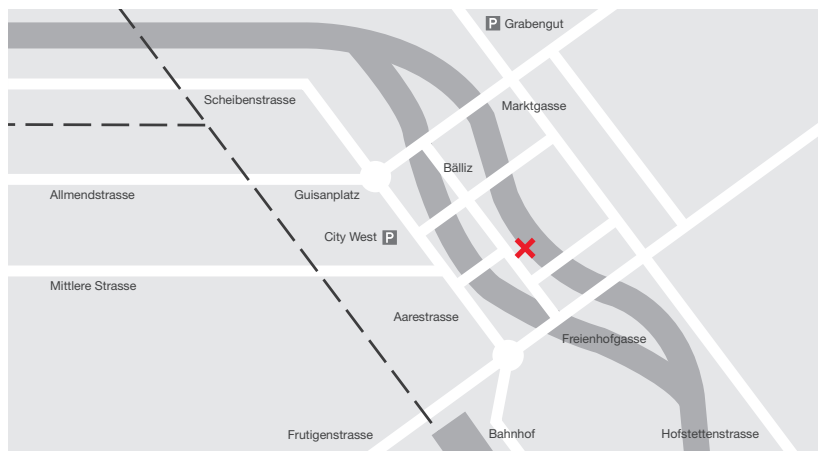 P Grabengut
Scheibenstrasse
Marktgasse
Bälliz
Allmendstrasse
Guisanplatz
City West P
Mittlere Strasse
Aarestrasse
Freienhofgasse
Frutigenstrasse
Bahnhof
Hofstettenstrasse